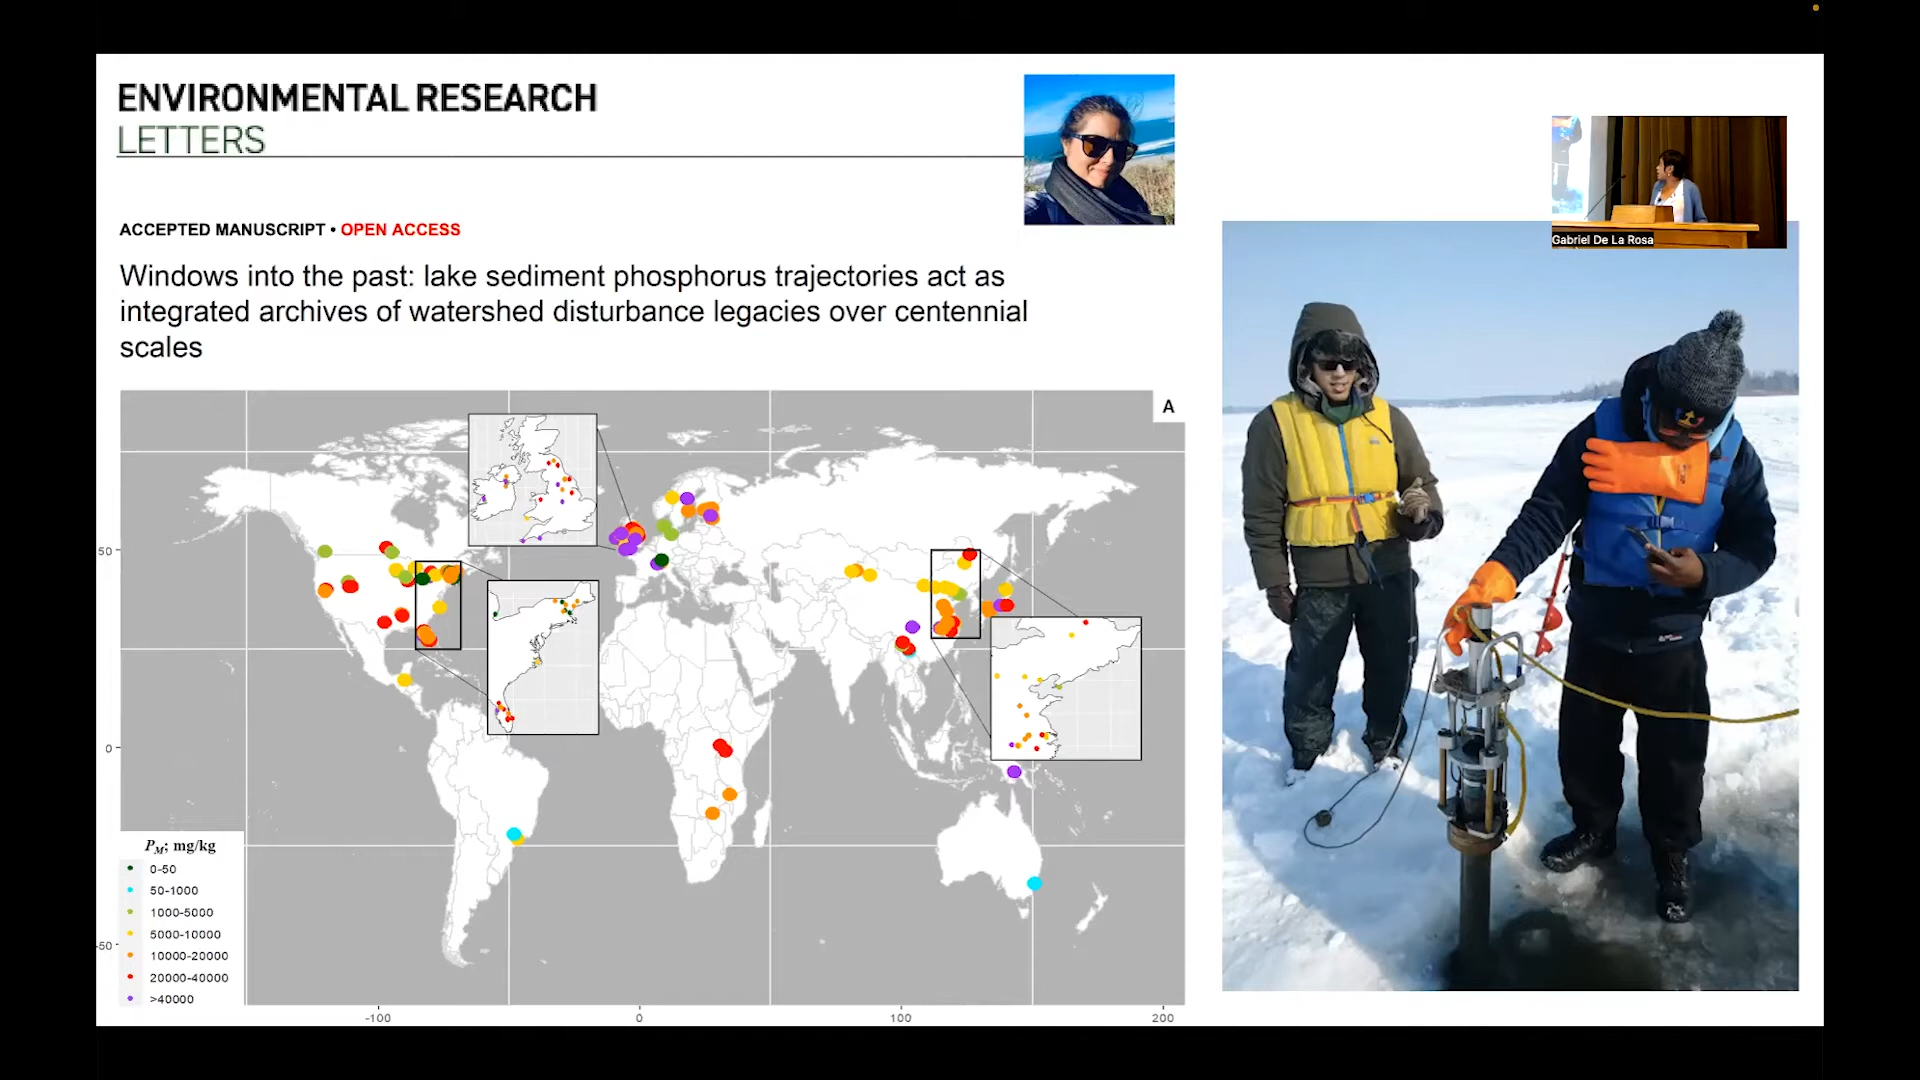 ENVIRONMENTAL RESEARCH
LETTERS
ACCEPTED MANUSCRIPT • OPEN ACCESS
Gabriel De La Rosa
Windows into the past: lake sediment phosphorus trajectories act as
integrated archives of watershed disturbance legacies over centennial
scales
A
50
0
-50
P_M; mg/kg
0-50
50-1000
1000-5000
5000-10000
10000-20000
20000-40000
>40000
-100
0
100
200